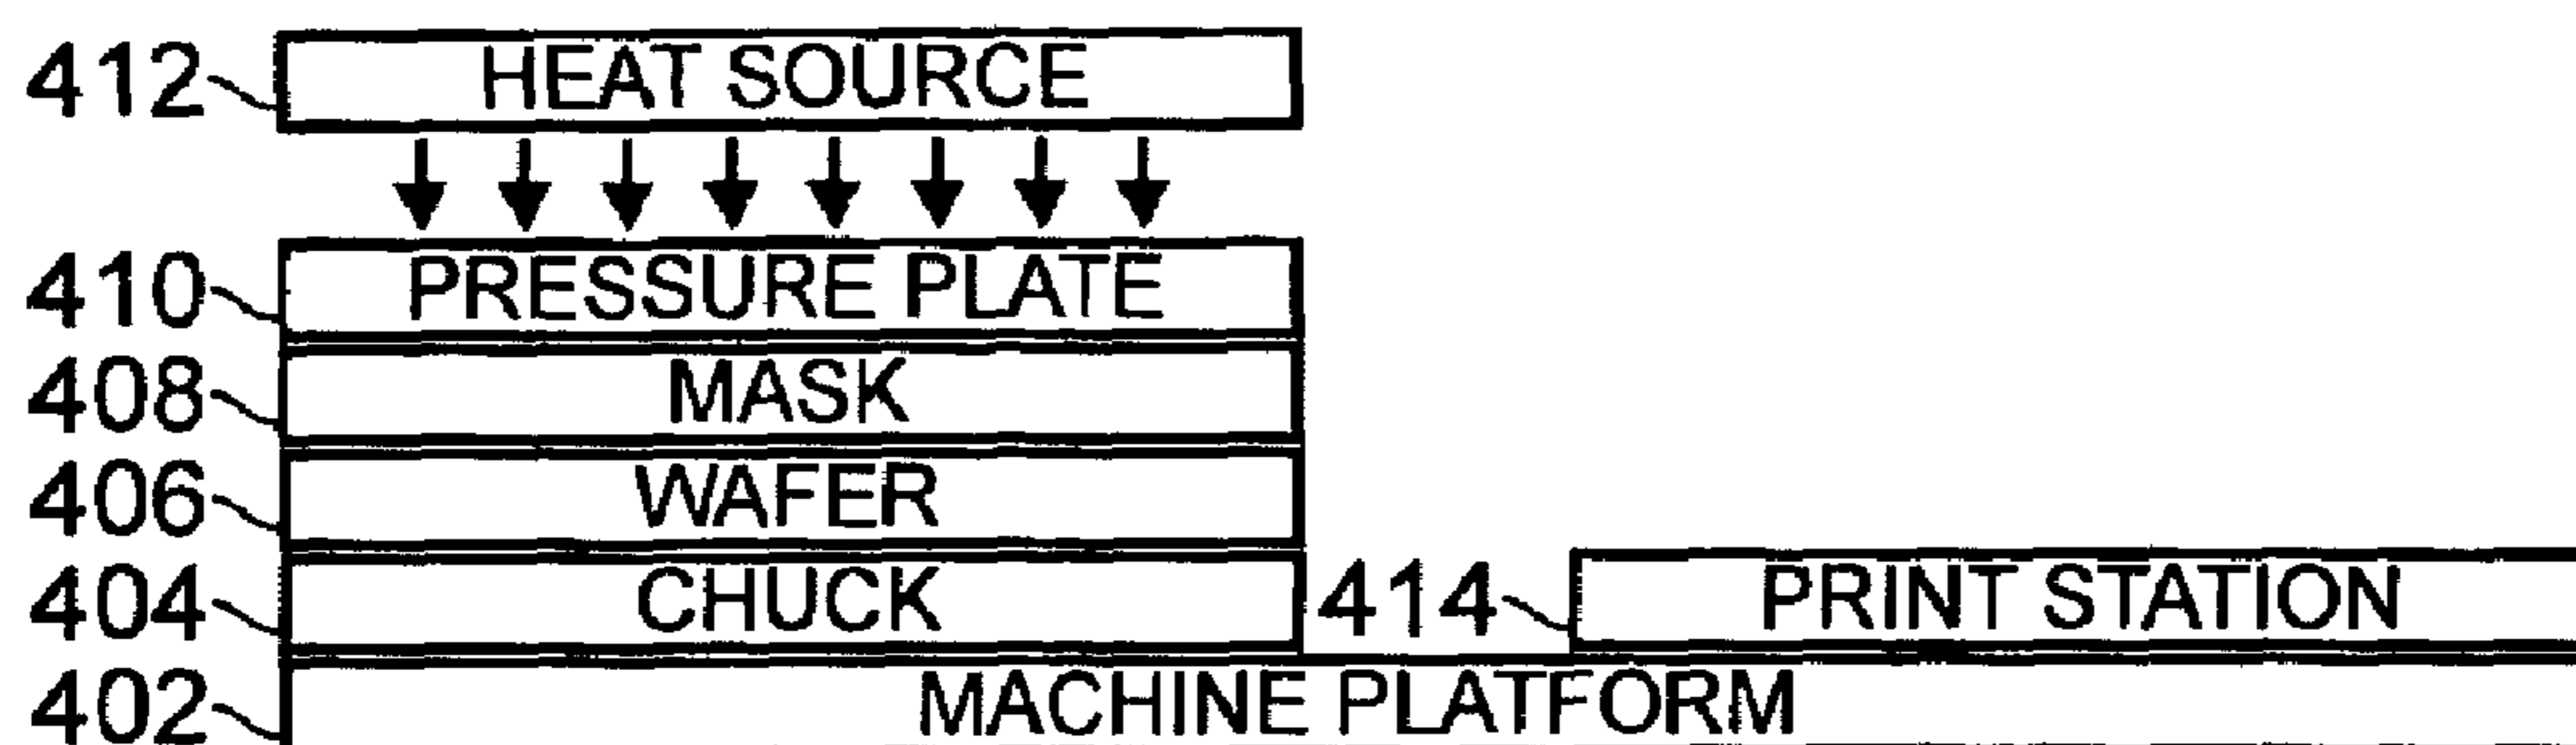 412 HEAT SOURCE
410 PRESSURE PLATE
408 MASK
406 WAFER
404 CHUCK 414 PRINT STATION
402 MACHINE PLATFORM